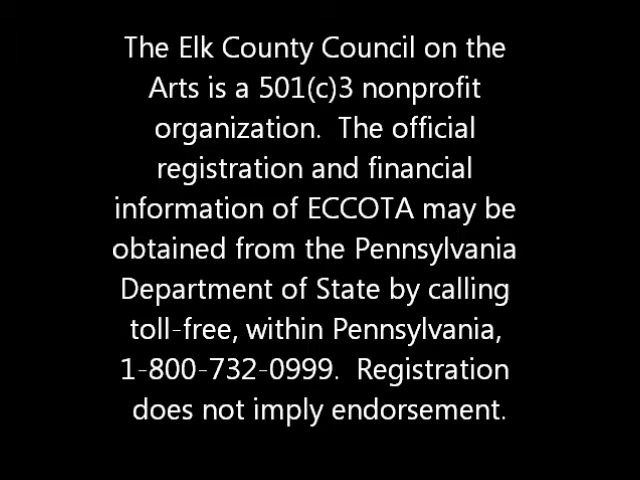 The Elk County Council on the
Arts is a 501(c)3 nonprofit
organization.  The official
registration and financial
information of ECCOTA may be
obtained from the Pennsylvania
Department of State by calling
toll-free, within Pennsylvania,
1-800-732-0999.  Registration
does not imply endorsement.